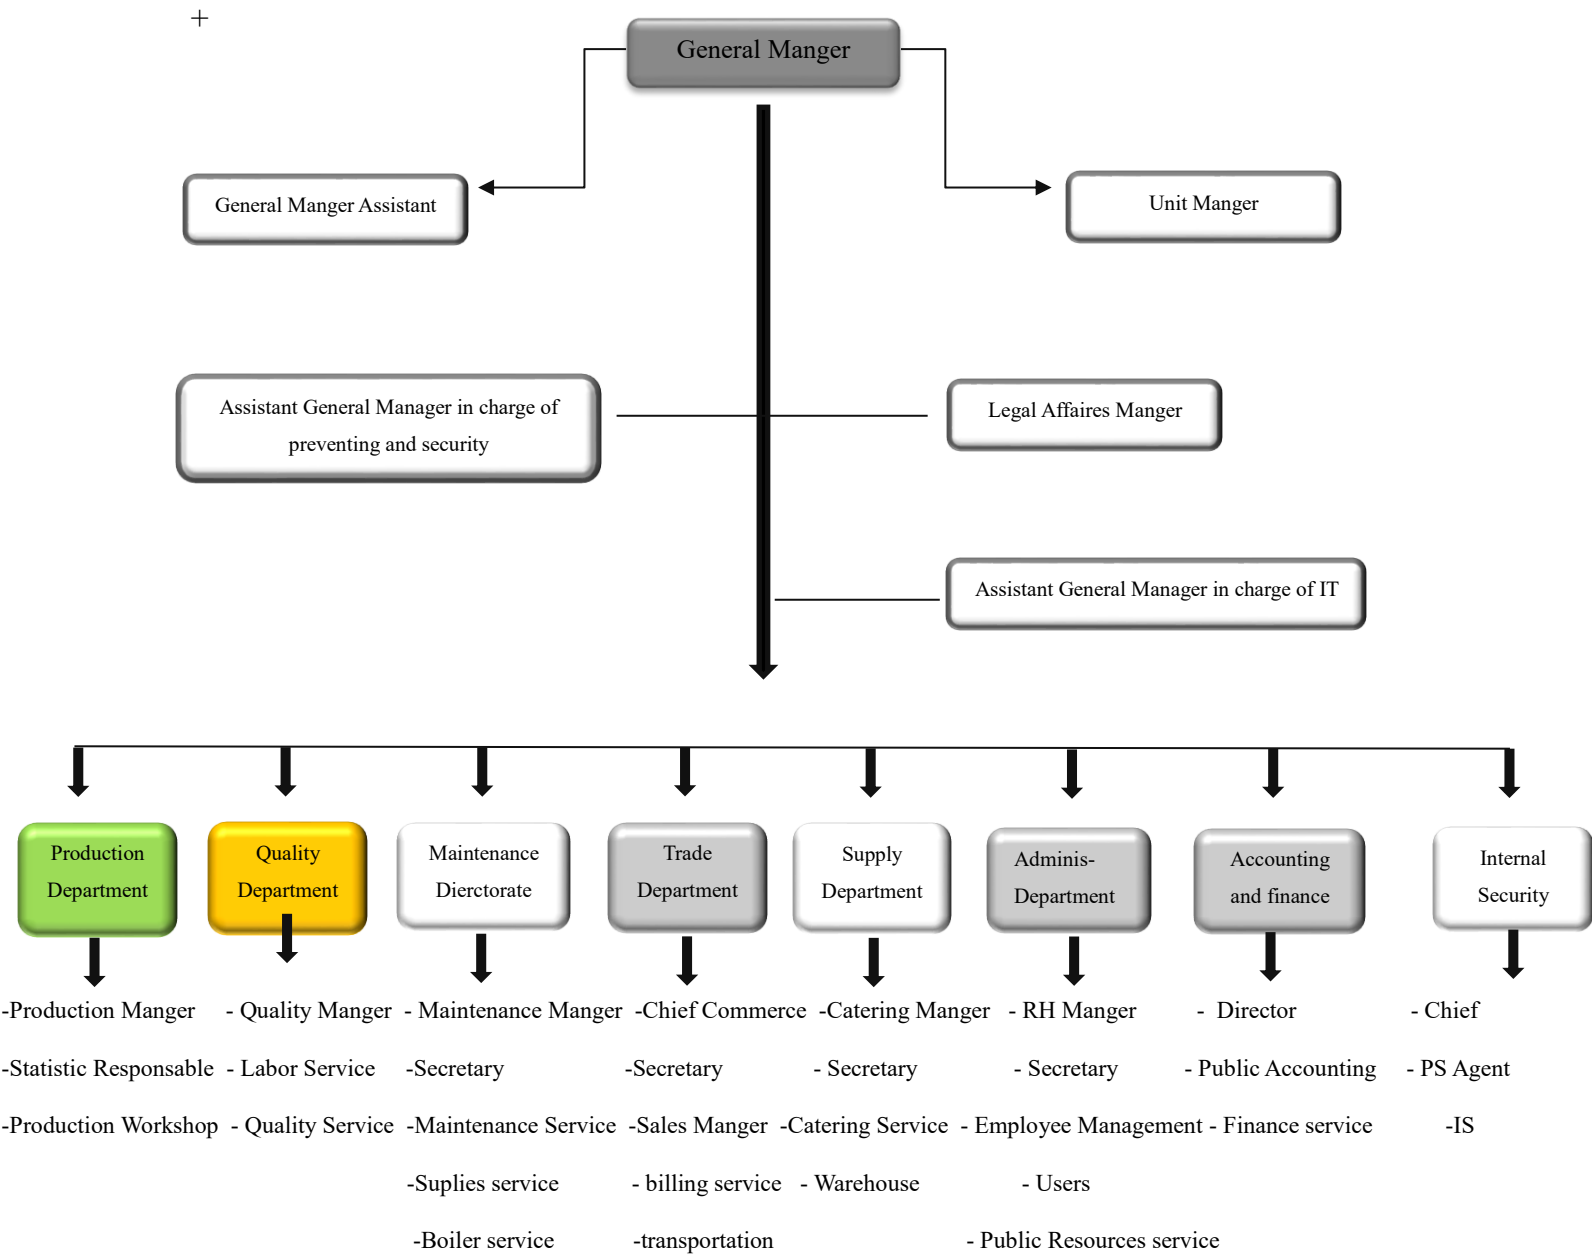 +
General Manger
General Manger Assistant
Unit Manger
Assistant General Manager in charge of
preventing and security
Legal Affaires Manger
Assistant General Manager in charge of IT
Production
Department
Quality
Department
Maintenance
Dierctorate
Trade
Department
Supply
Department
Adminis-
Department
Accounting
and finance
Internal
Security
-Production Manger - Quality Manger - Maintenance Manger -Chief Commerce -Catering Manger - RH Manger - Director - Chief
-Statistic Responsable - Labor Service -Secretary -Secretary - Secretary - Secretary - Public Accounting - PS Agent
-Production Workshop - Quality Service -Maintenance Service -Sales Manger -Catering Service - Employee Management - Finance service -IS
-Suplies service - billing service - Warehouse - Users
-Boiler service -transportation - Public Resources service